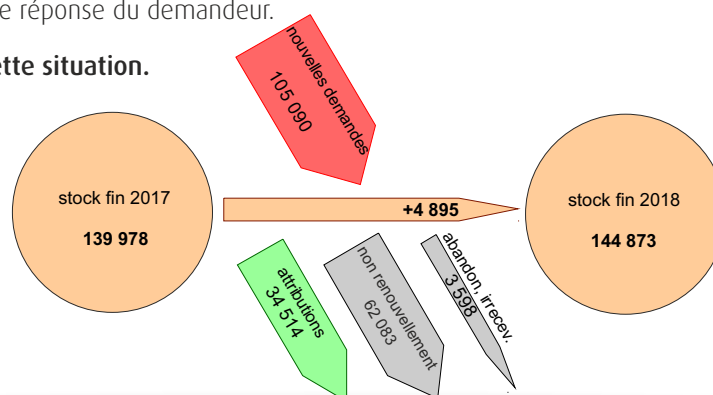 e réponse du demandeur.
ette situation.
nouvelles demandes
105 090
stock fin 2017
139 978
+4 895
stock fin 2018
144 873
attributions
34 514
non renouvellement
62 083
abandon, irrecev.
3 598